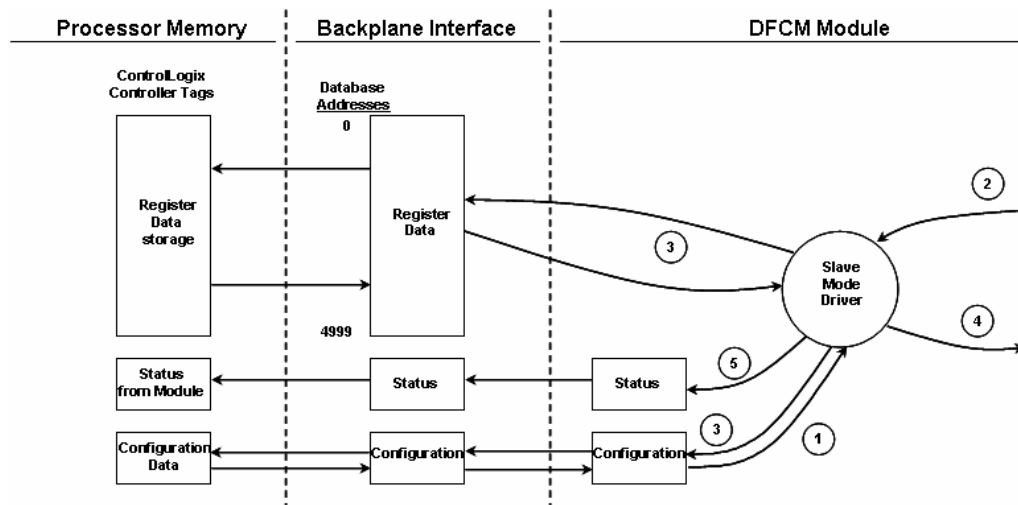 Processor Memory
Backplane Interface
DFCM Module
ControlLogix
Controller Tags
Database
Addresses
0
Register
Data
storage
Register
Data
4999
2
3
Slave
Mode
Driver
4
Status
from Module
Status
Status
5
Configuration
Data
Configuration
Configuration
3
1